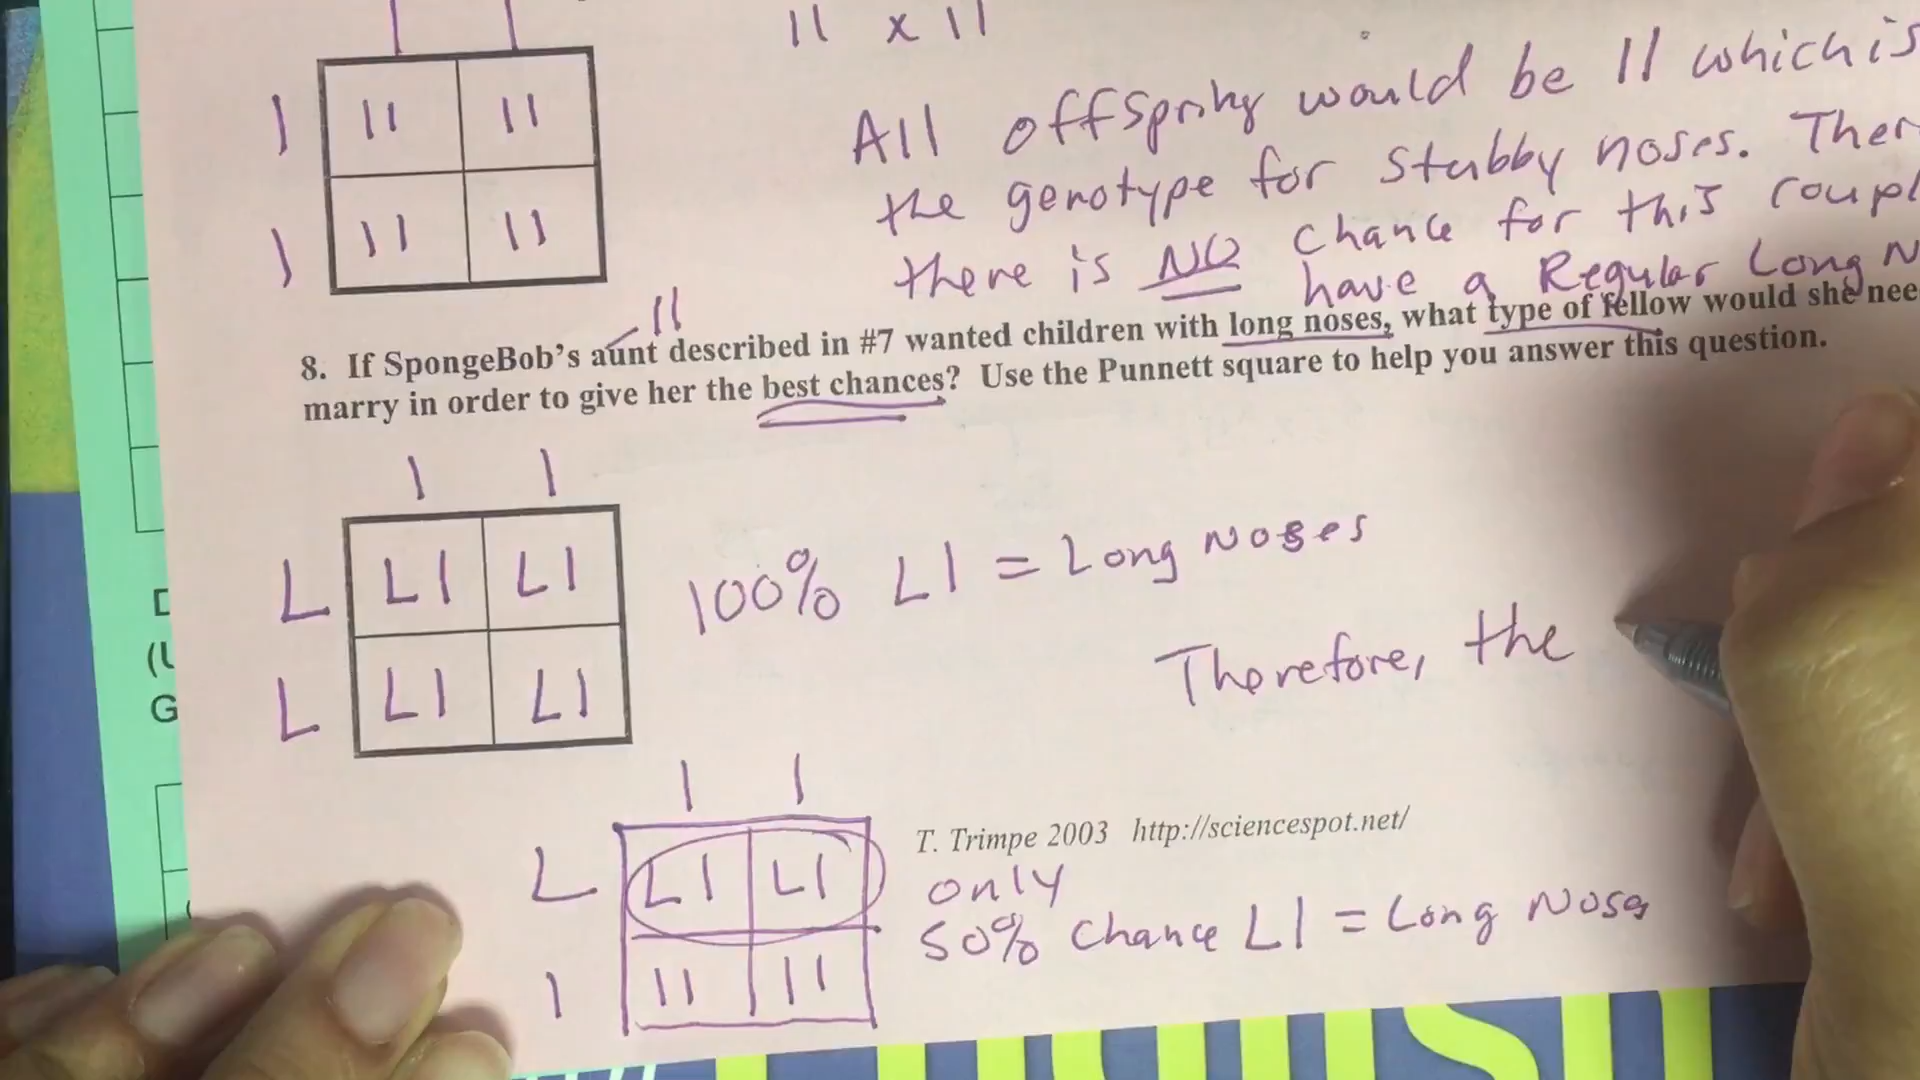 l l
ll x ll
l ll ll
l ll ll
All offspring would be ll which is
the genotype for stubby noses. Ther
there is NO chance for this coupl
have a Regular Long N
ll
8. If SpongeBob's aunt described in #7 wanted children with long noses, what type of fellow would she nee
marry in order to give her the best chances? Use the Punnett square to help you answer this question.
l l
L Ll Ll
L Ll Ll
100% Ll = Long Noses
Therefore, the
l l
L Ll Ll
l ll ll
T. Trimpe 2003 http://sciencespot.net/
only
50% chance Ll = Long Nose
D
(U
G